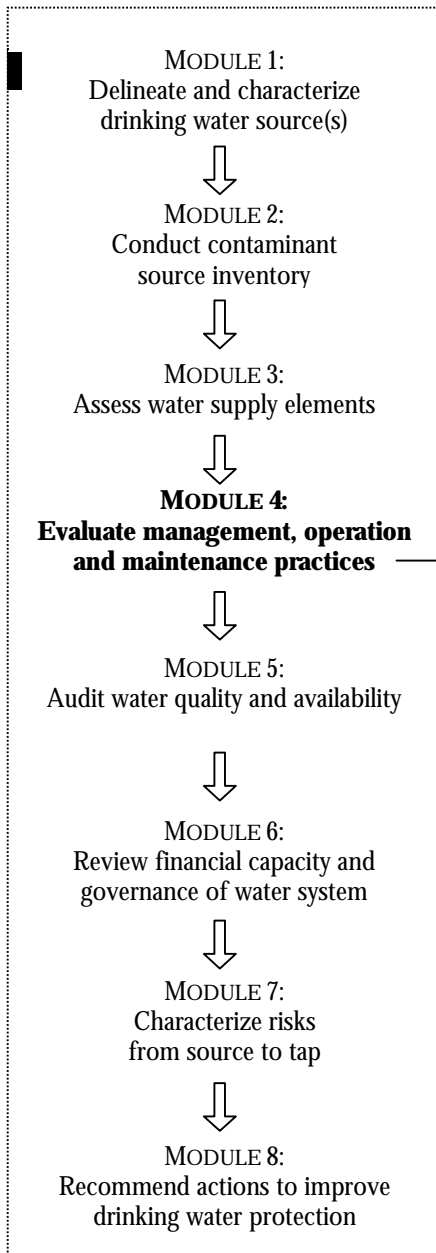 MODULE 1:
Delineate and characterize
drinking water source(s)
MODULE 2:
Conduct contaminant
source inventory
MODULE 3:
Assess water supply elements
MODULE 4:
Evaluate management, operation
and maintenance practices
MODULE 5:
Audit water quality and availability
MODULE 6:
Review financial capacity and
governance of water system
MODULE 7:
Characterize risks
from source to tap
MODULE 8:
Recommend actions to improve
drinking water protection